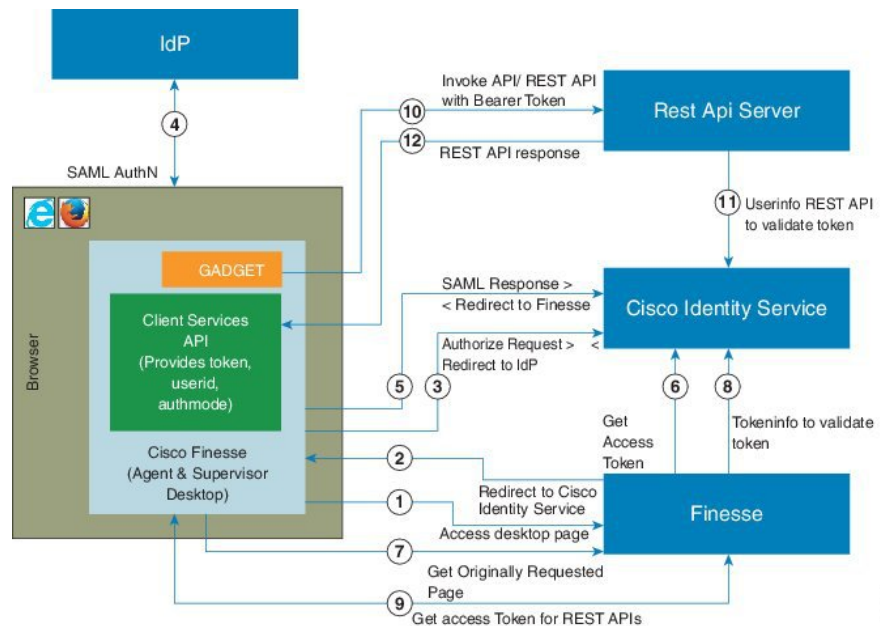 IdP
4
SAML AuthN
Invoke API/ REST API
with Bearer Token
10
12
REST API response
Rest Api Server
11
Userinfo REST API
to validate token
Browser
GADGET
Client Services
API
(Provides token,
userid,
authmode)
Cisco Finesse
(Agent & Supervisor
Desktop)
SAML Response >
< Redirect to Finesse
Authorize Request > <
Redirect to IdP
5
3
Cisco Identity Service
6
8
Get
Access
Token
Tokeninfo to validate
token
2
Redirect to Cisco
Identity Service
1
Access desktop page
Finesse
7
Get Originally Requested
Page
9
Get access Token for REST APIs